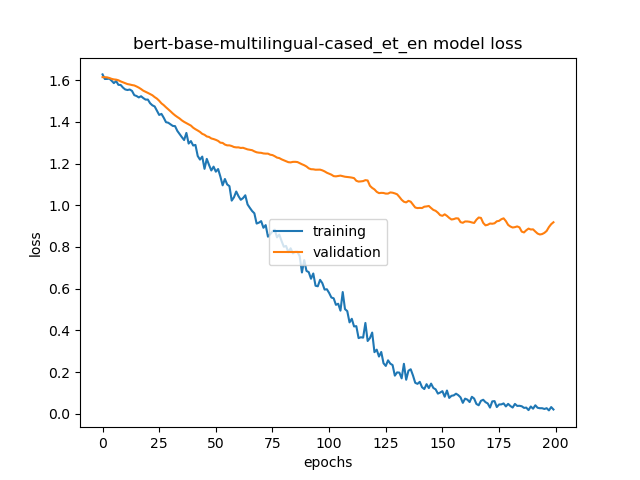 bert-base-multilingual-cased_et_en model loss
loss
1.6
1.4
1.2
1.0
0.8
0.6
0.4
0.2
0.0
training
validation
0 25 50 75 100 125 150 175 200
epochs